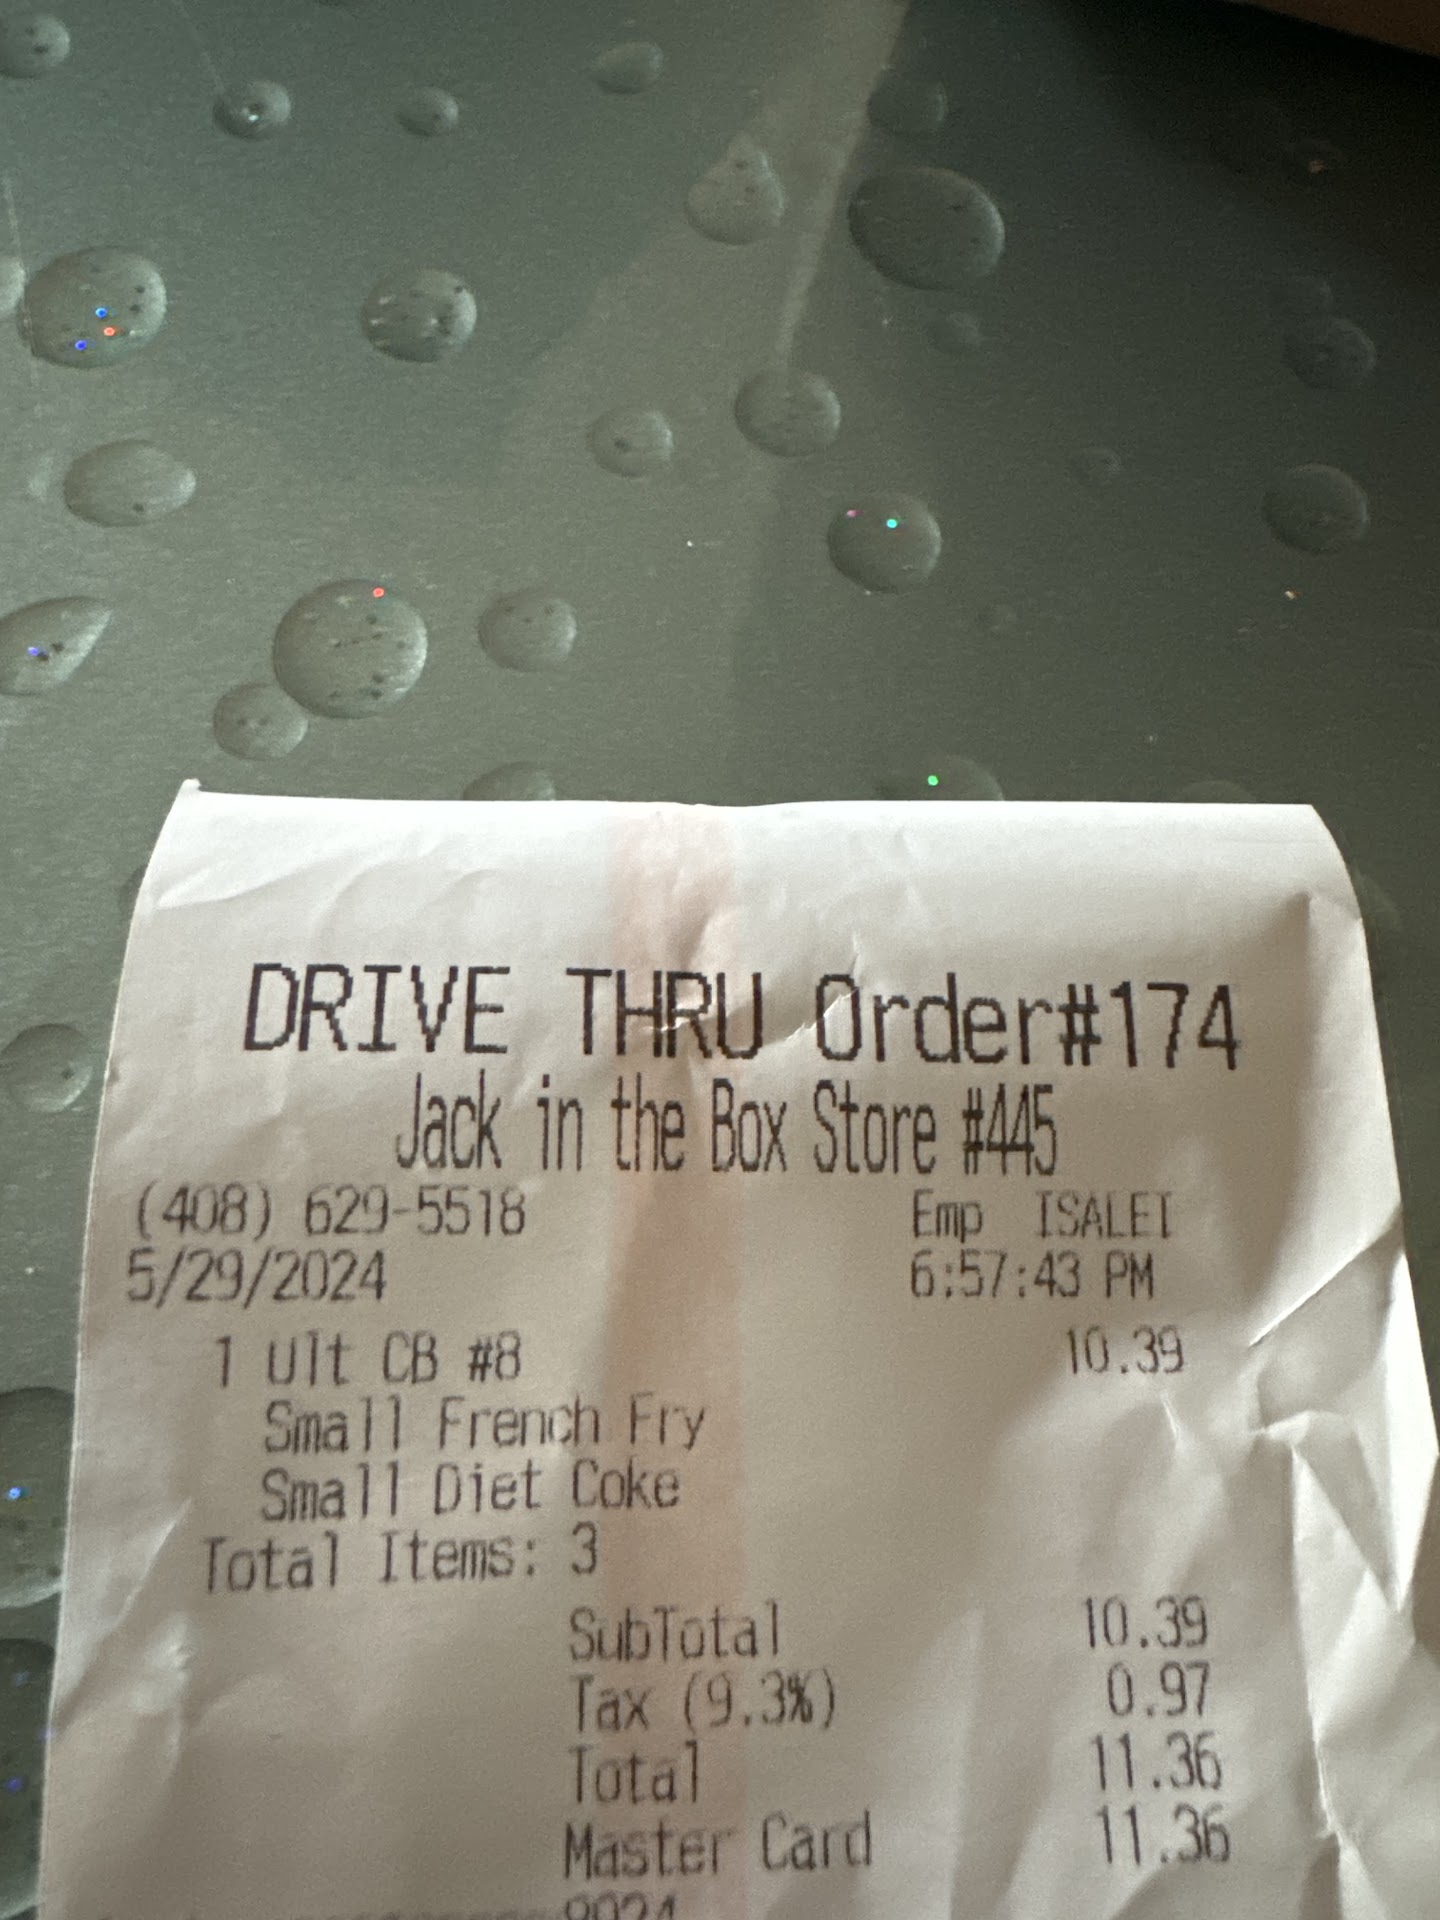 DRIVE THRU Order#174
Jack in the Box Store #445
(408) 629-5518 Emp ISALEI
5/29/2024 6:57:43 PM
1 Ult CB #8 10.39
Small French Fry
Small Diet Coke
Total Items: 3
SubTotal 10.39
Tax (9.3%) 0.97
Total 11.36
Master Card 11.36